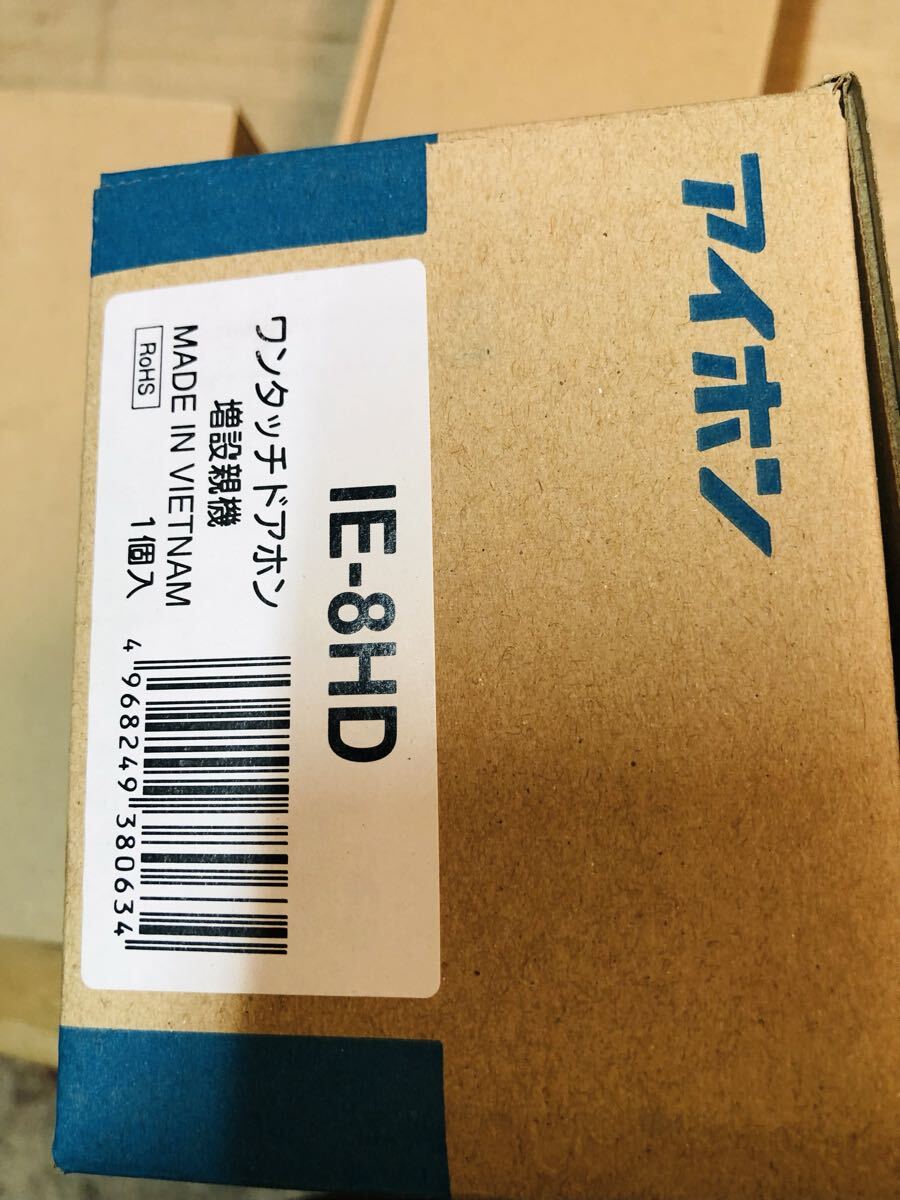 アイホン
IE-8HD
ワンタッチドアホン
増設親機
MADE IN VIETNAM
RoHS
1個入
4 968249 380634